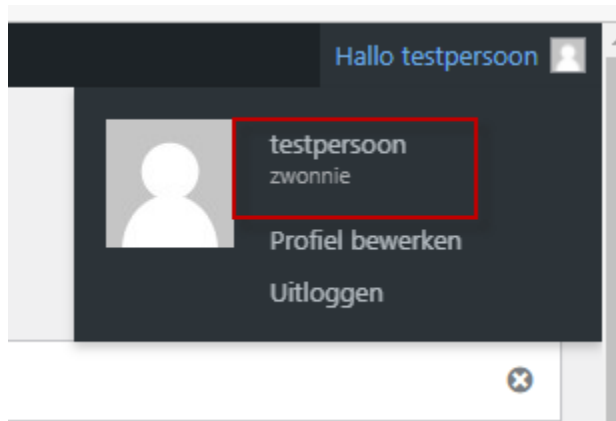 Hallo testpersoon
testpersoon
zwonnie
Profiel bewerken
Uitloggen